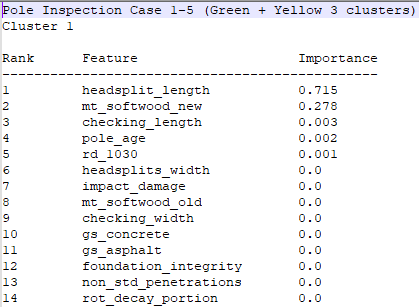 Pole Inspection Case 1-5 (Green + Yellow 3 clusters)
Cluster 1
Rank Feature Importance
------------------------------------------------
1 headsplit_length 0.715
2 mt_softwood_new 0.278
3 checking_length 0.003
4 pole_age 0.002
5 rd_1030 0.001
6 headsplits_width 0.0
7 impact_damage 0.0
8 mt_softwood_old 0.0
9 checking_width 0.0
10 gs_concrete 0.0
11 gs_asphalt 0.0
12 foundation_integrity 0.0
13 non_std_penetrations 0.0
14 rot_decay_portion 0.0